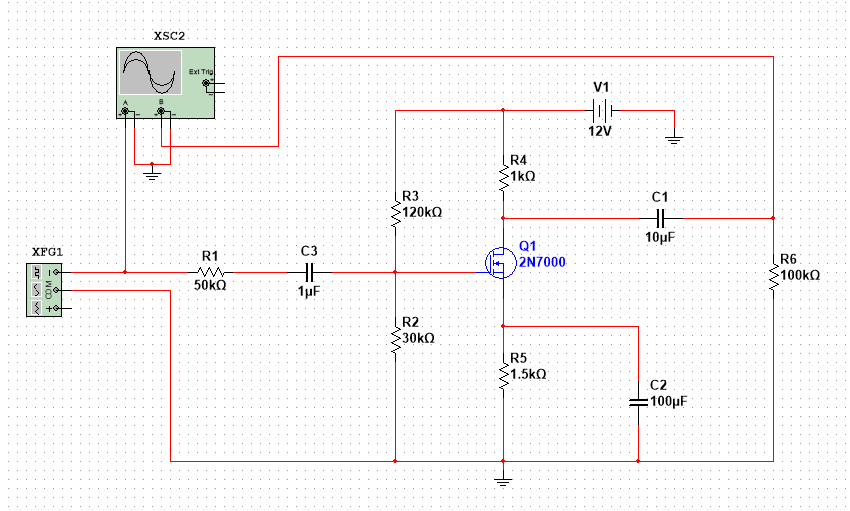 XSC2
Ext Trig
+
-
A
B
+ - + -
V1
12V
R4
1kΩ
R3
120kΩ
C1
10µF
XFG1
COM
+
R1
50kΩ
C3
1µF
Q1
2N7000
R6
100kΩ
R2
30kΩ
R5
1.5kΩ
C2
100µF